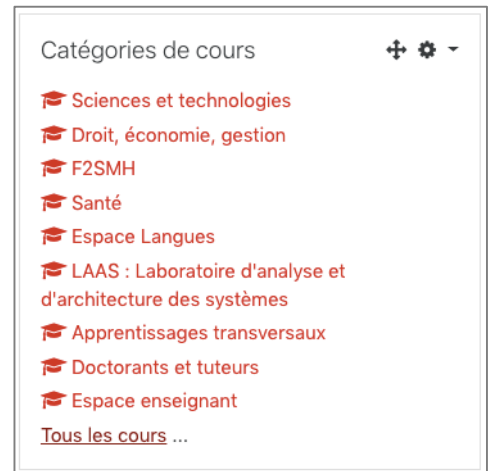 Catégories de cours
Sciences et technologies
Droit, économie, gestion
F2SMH
Santé
Espace Langues
LAAS : Laboratoire d'analyse et
d'architecture des systèmes
Apprentissages transversaux
Doctorants et tuteurs
Espace enseignant
Tous les cours ...